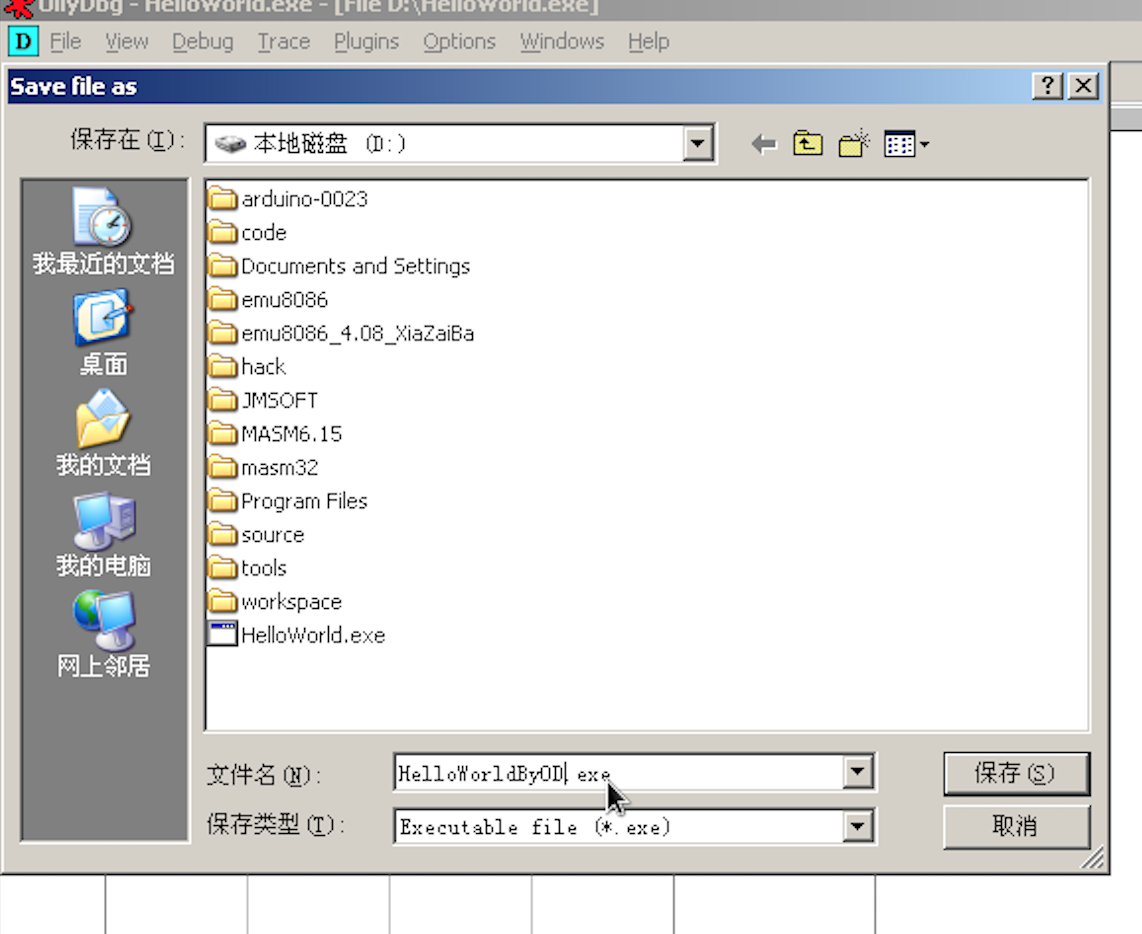 OllyDbg - HelloWorld.exe - [File D:\HelloWorld.exe]
D File View Debug Trace Plugins Options Windows Help
Save file as
保存在(I): 本地磁盘 (D:)
我最近的文档
桌面
我的文档
我的电脑
网上邻居
arduino-0023
code
Documents and Settings
emu8086
emu8086_4.08_XiaZaiBa
hack
JMSOFT
MASM6.15
masm32
Program Files
source
tools
workspace
HelloWorld.exe
文件名(N): HelloWorldByOD.exe 保存(S)
保存类型(T): Executable file (*.exe) 取消